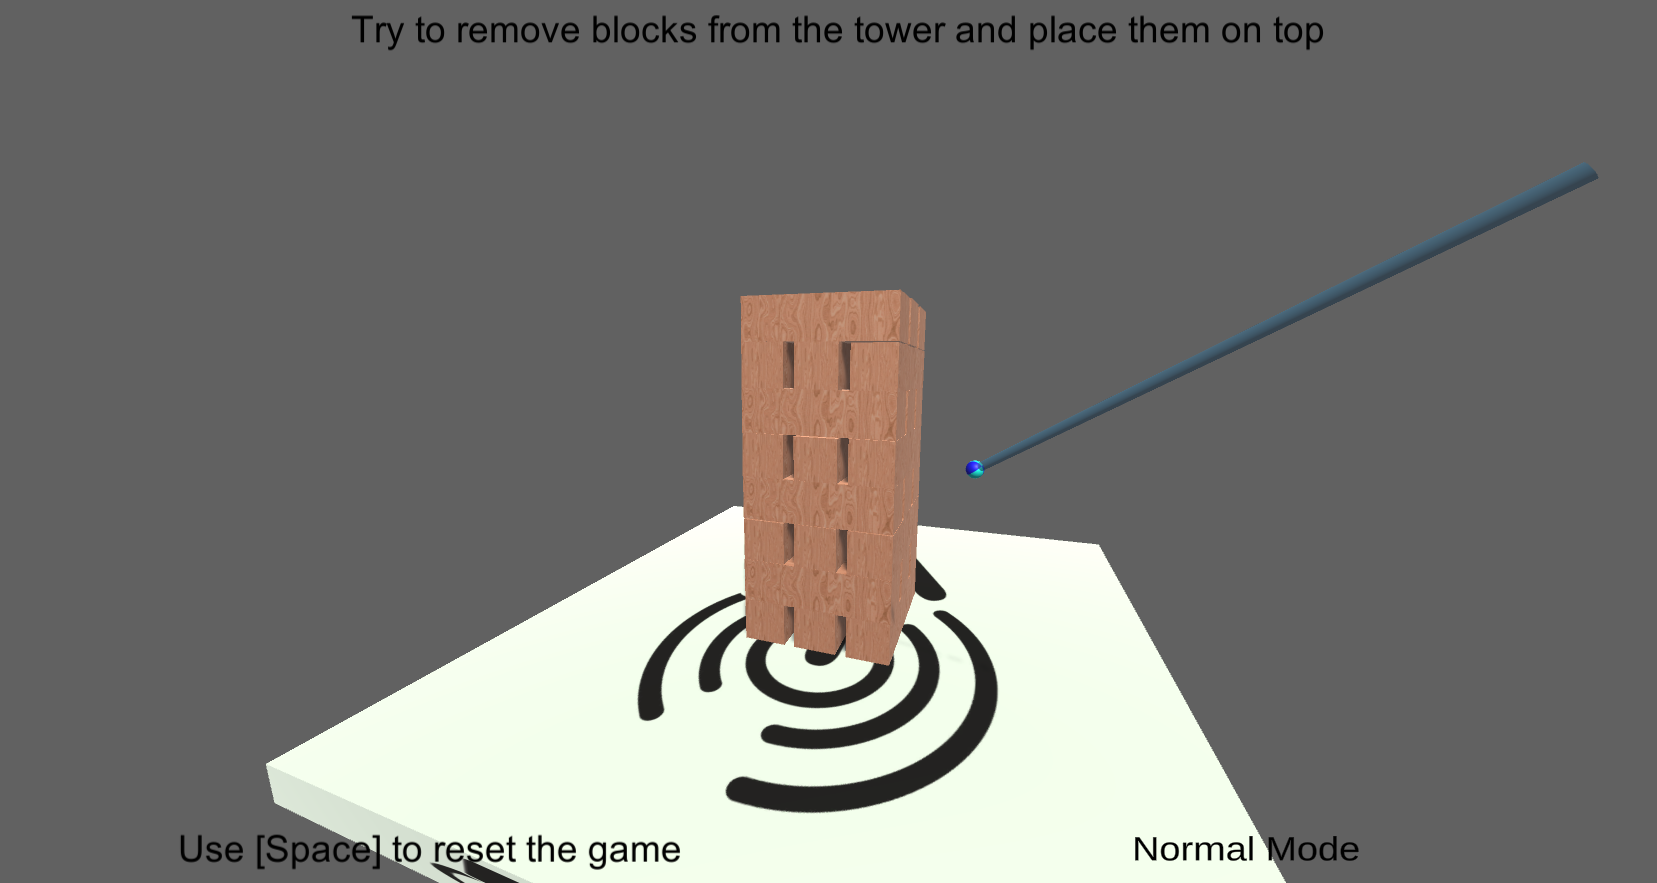 Try to remove blocks from the tower and place them on top
Use [Space] to reset the game
Normal Mode